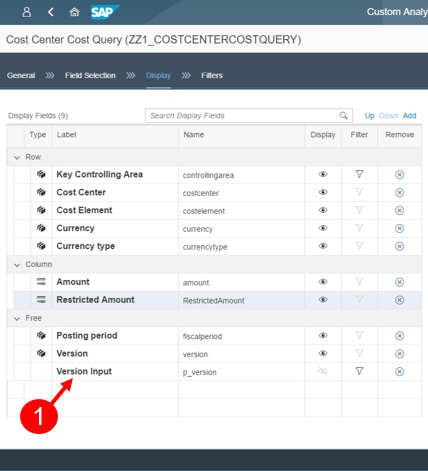 SAP Custom Analy
Cost Center Cost Query (ZZ1_COSTCENTERCOSTQUERY)
General Field Selection Display Filters
Display Fields (9) Search Display Fields Up Down Add
Type Label Name Display Filter Remove
Row
Key Controlling Area controllingarea
Cost Center costcenter
Cost Element costelement
Currency currency
Currency type currencytype
Column
Amount amount
Restricted Amount RestrictedAmount
Free
Posting period fiscalperiod
Version version
Version Input p_version
1